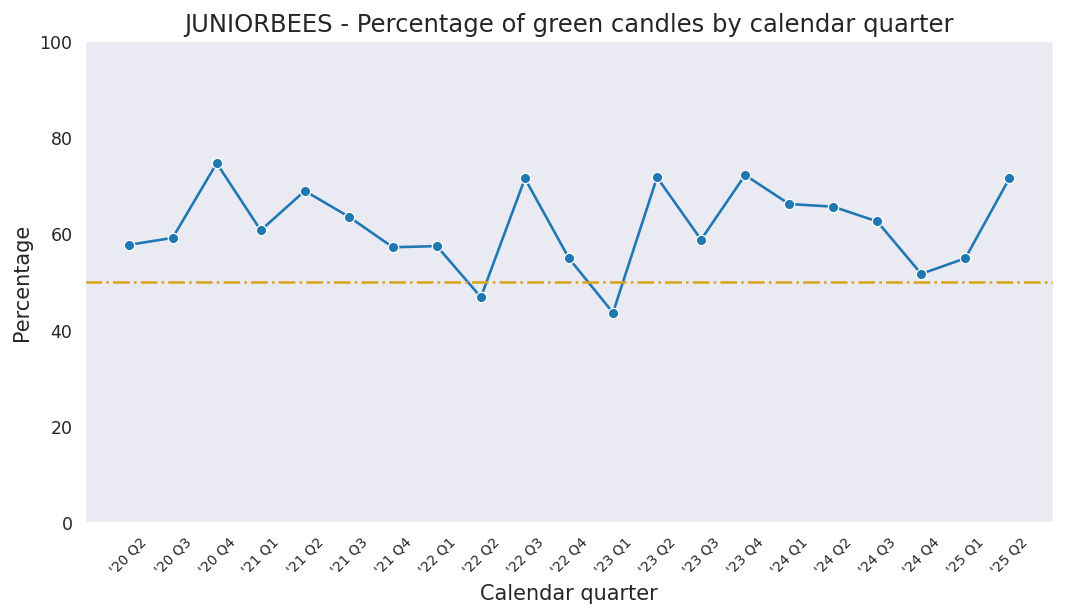 JUNIORBEES - Percentage of green candles by calendar quarter
100
80
60
40
20
0
Percentage
'20 Q2
'20 Q3
'20 Q4
'21 Q1
'21 Q2
'21 Q3
'21 Q4
'22 Q1
'22 Q2
'22 Q3
'22 Q4
'23 Q1
'23 Q2
'23 Q3
'23 Q4
'24 Q1
'24 Q2
'24 Q3
'24 Q4
'25 Q1
'25 Q2
Calendar quarter